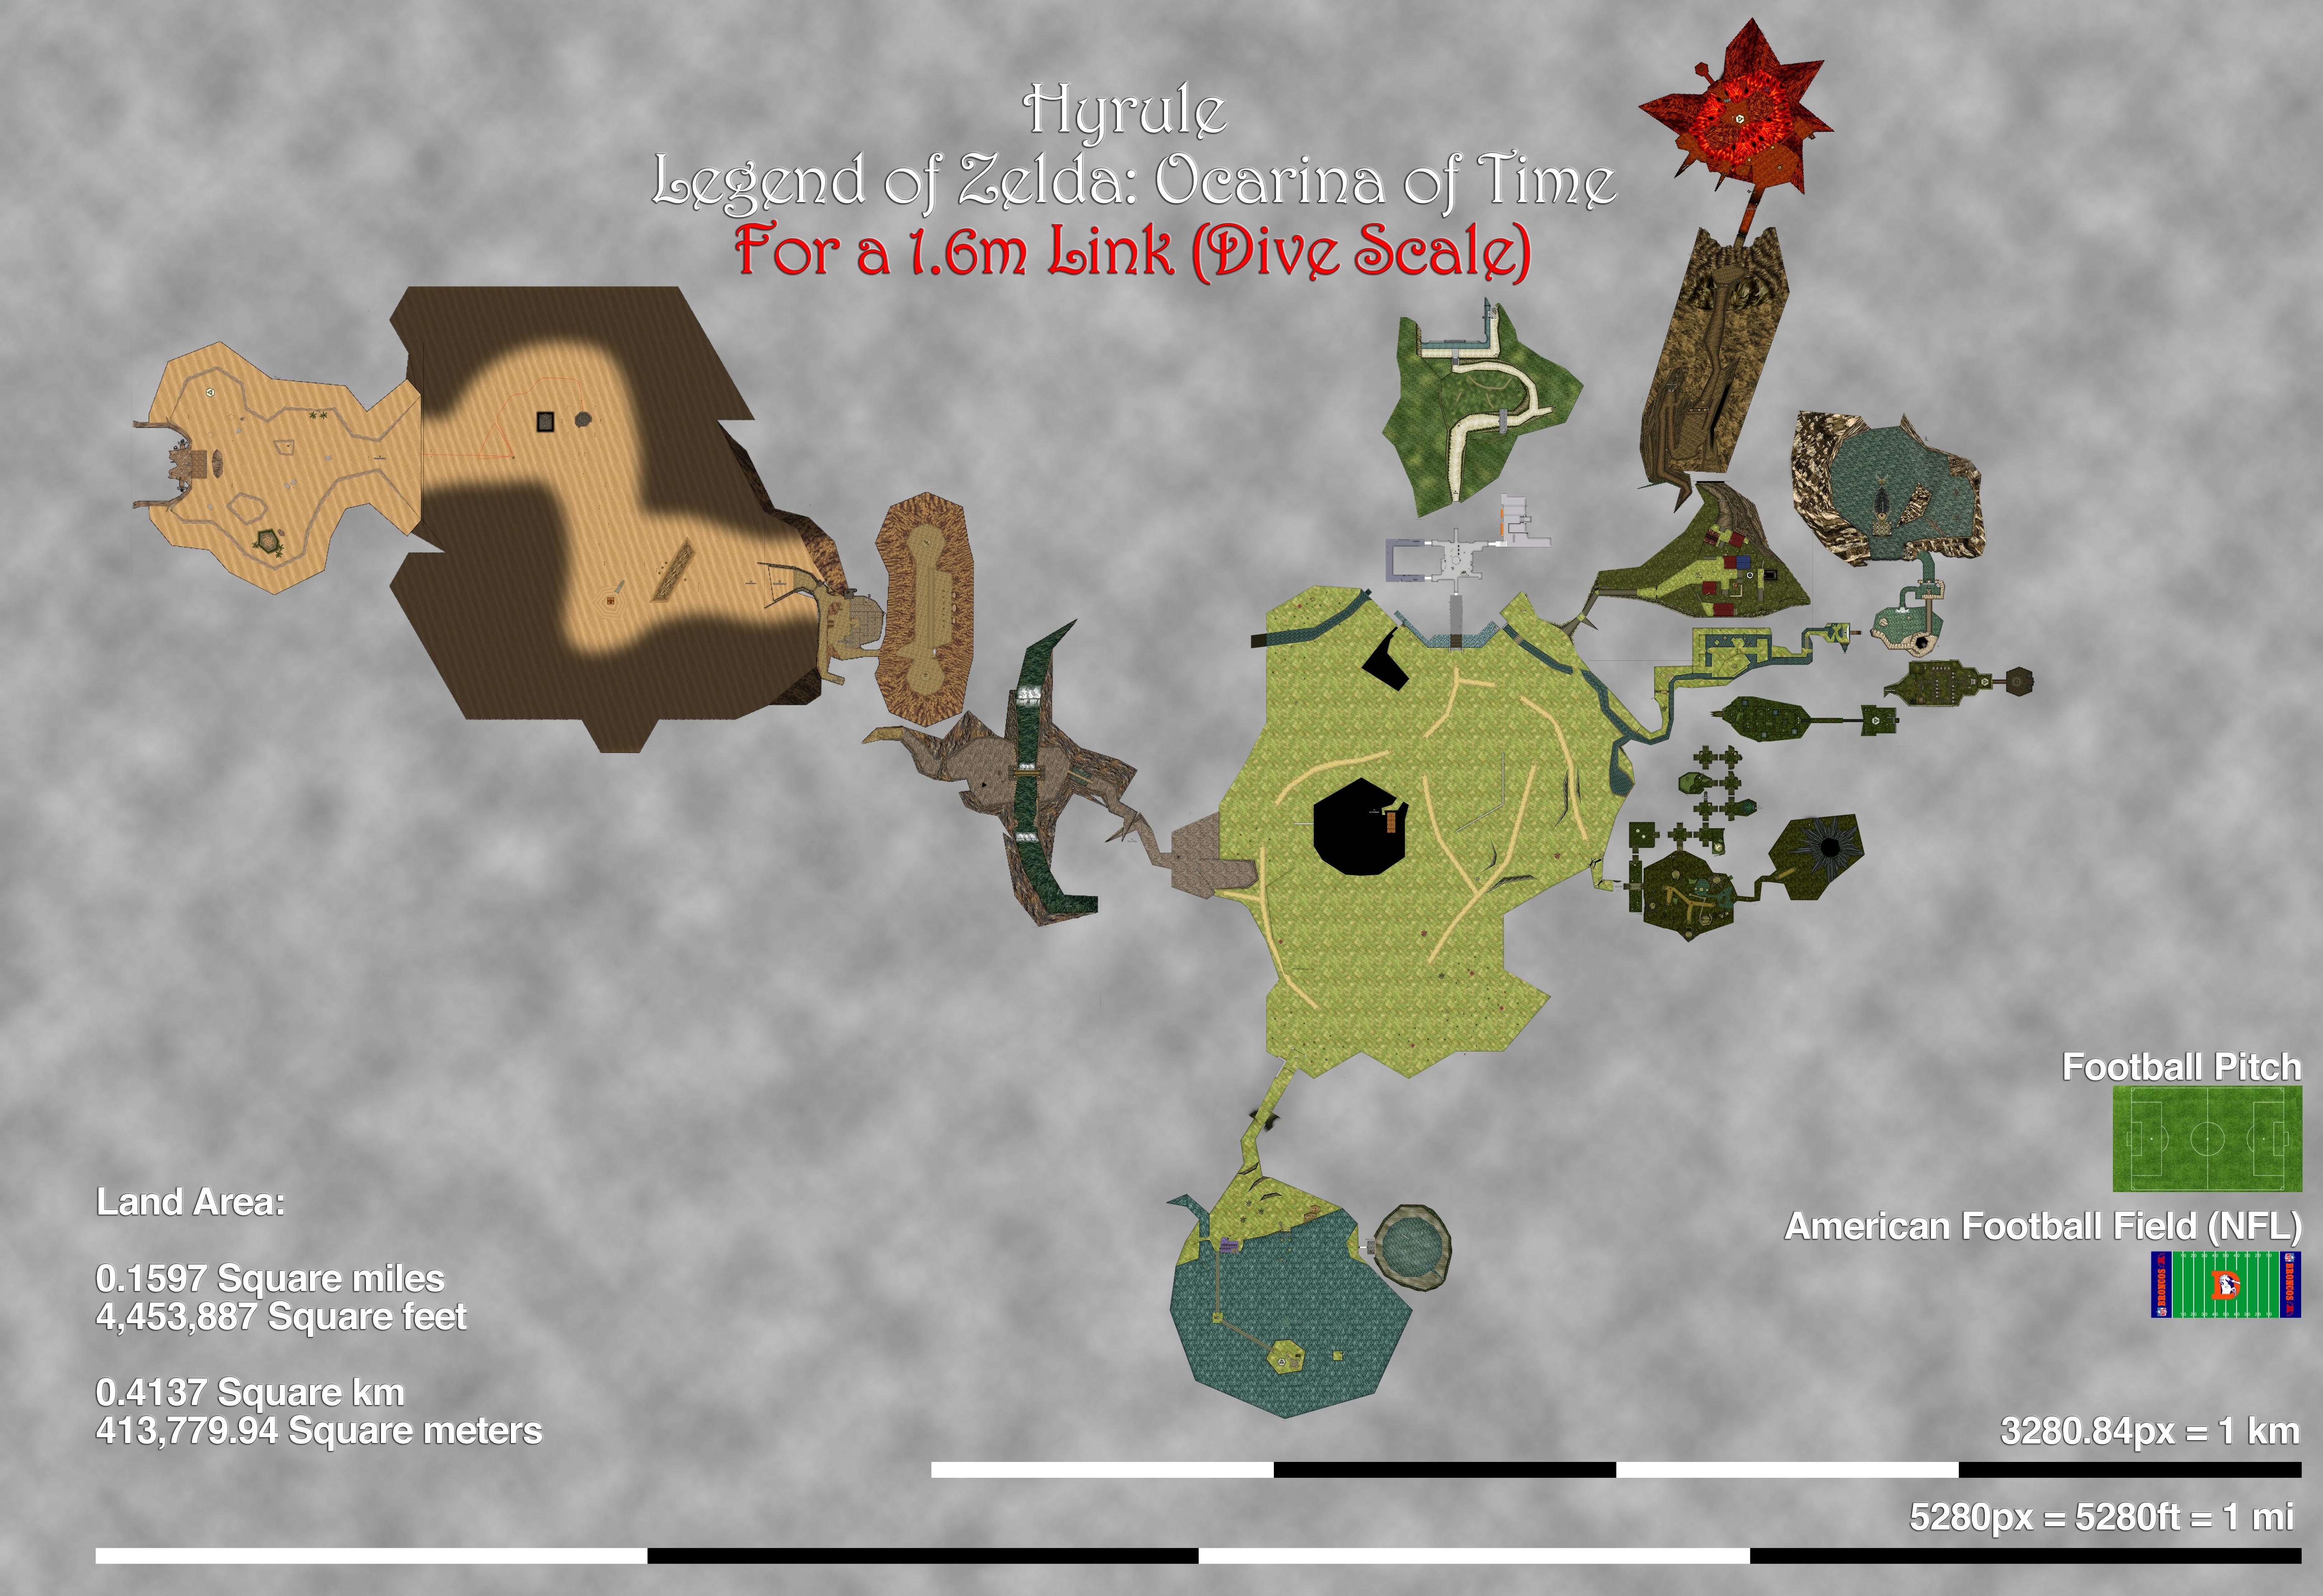 Hyrule
Legend of Zelda: Ocarina of Time
For a 1.6m Link (Dive Scale)
Football Pitch
American Football Field (NFL)
BRONCOS
D
BRONCOS
Land Area:
0.1597 Square miles
4,453,887 Square feet
0.4137 Square km
413,779.94 Square meters
3280.84px = 1 km
5280px = 5280ft = 1 mi